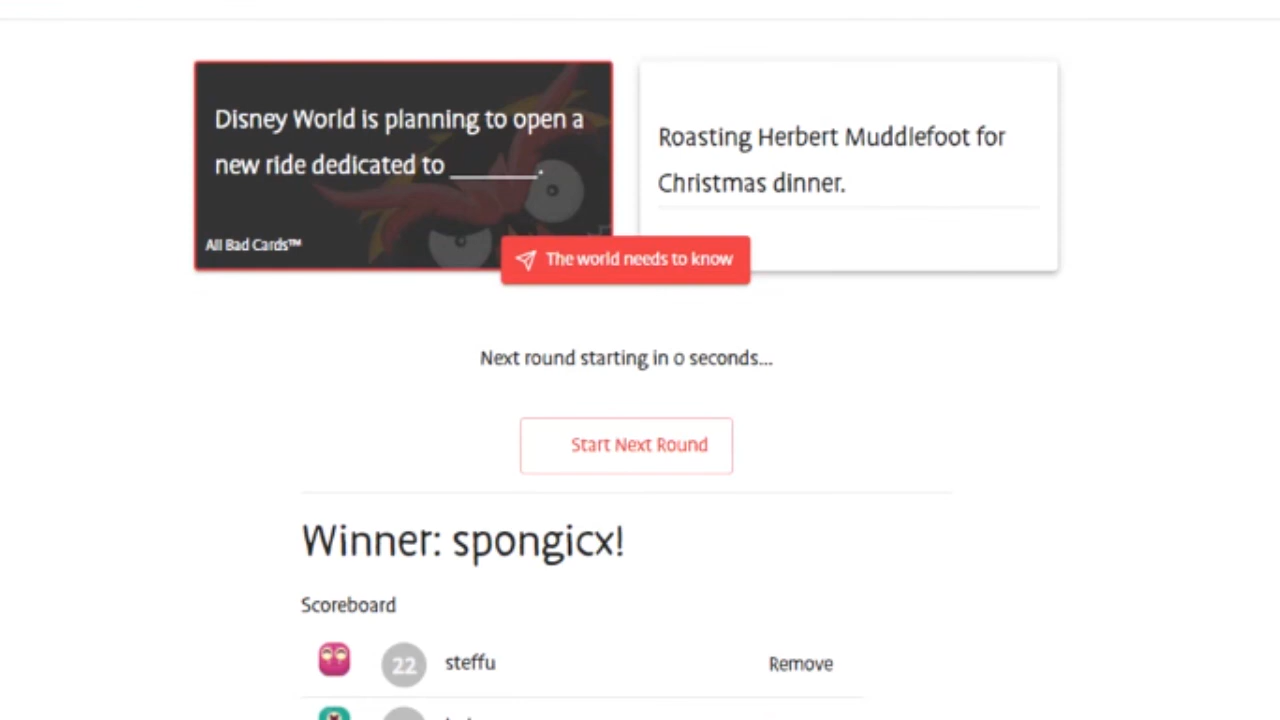 Disney World is planning to open a
new ride dedicated to _______.
All Bad Cards™
Roasting Herbert Muddlefoot for
Christmas dinner.
The world needs to know
Next round starting in 0 seconds...
Start Next Round
Winner: spongicx!
Scoreboard
22 steffu Remove